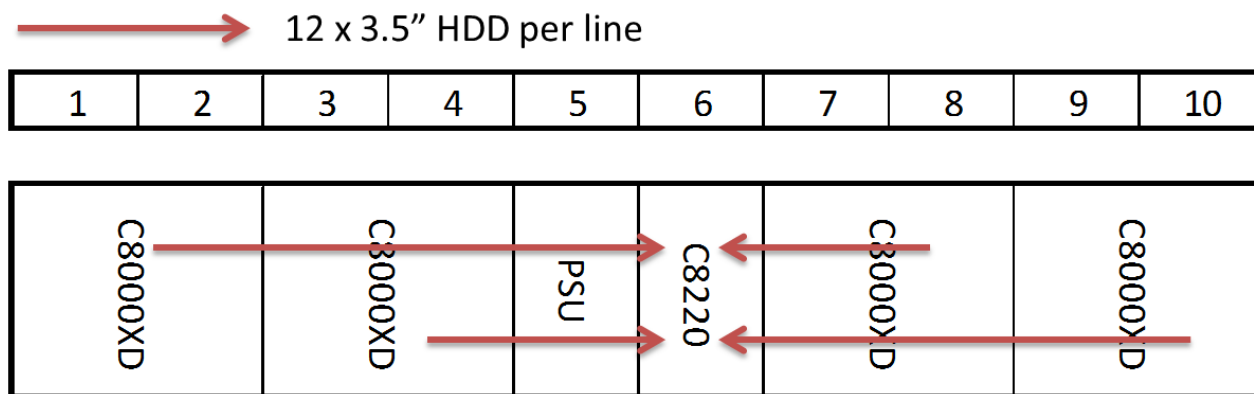 12 x 3.5” HDD per line
1 2 3 4 5 6 7 8 9 10
C8000XD
C8000XD
PSU
C8220
C8000XD
C8000XD